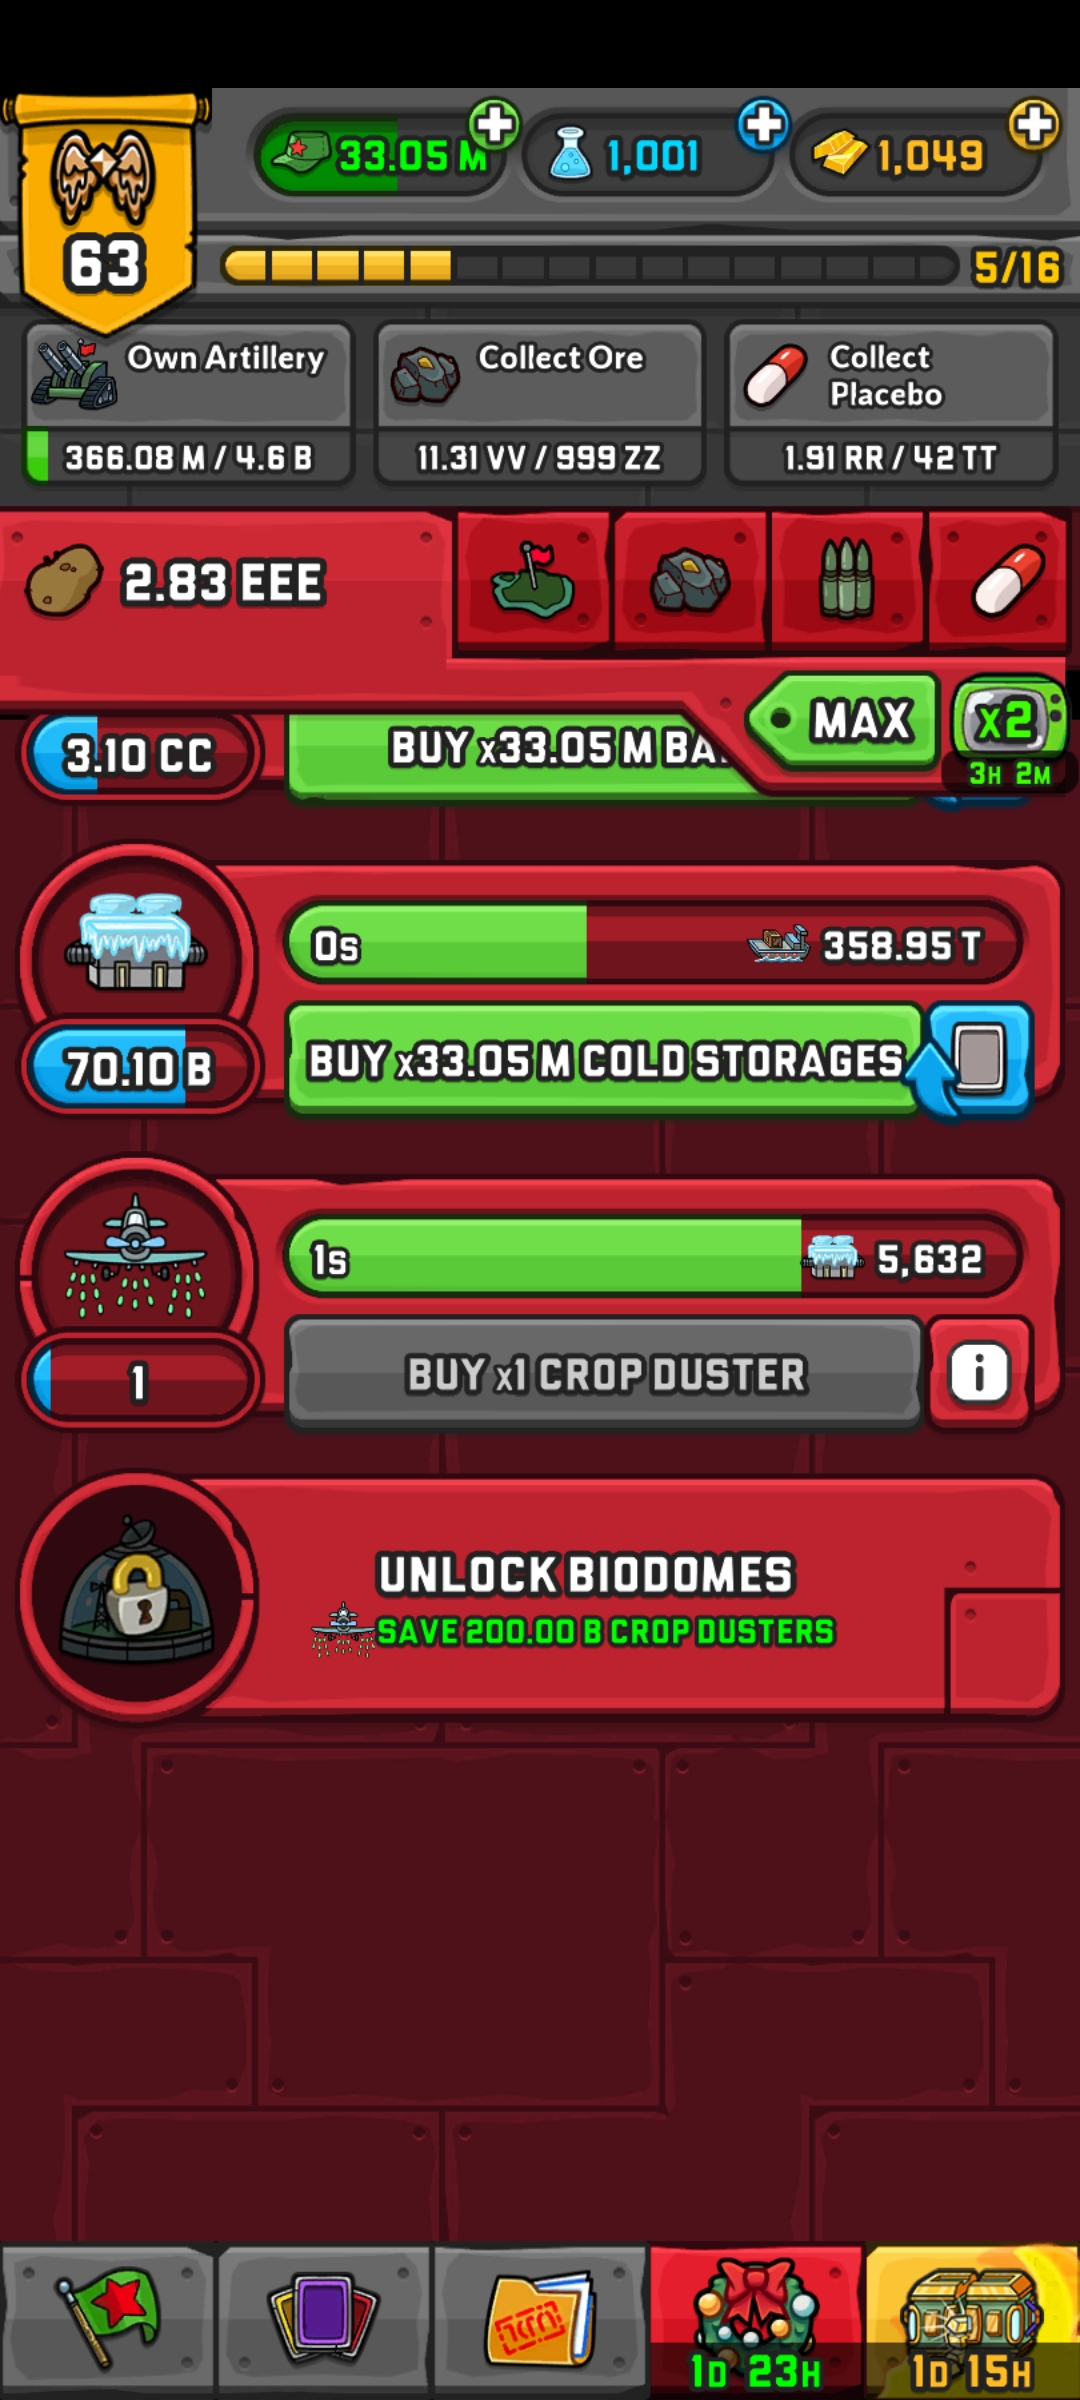 33.05 M
1,001
1,049
63
5/16
Own Artillery
366.08 M / 4.6 B
Collect Ore
11.31 VV / 999 ZZ
Collect
Placebo
1.91 RR / 42 TT
2.83 EEE
MAX
x2
3H 2M
3.10 CC
BUY x33.05 M BA
0s
358.95 T
70.10 B
BUY x33.05 M COLD STORAGES
1s
5,632
1
BUY x1 CROP DUSTER
i
UNLOCK BIODOMES
SAVE 200.00 B CROP DUSTERS
1D 23H
1D 15H